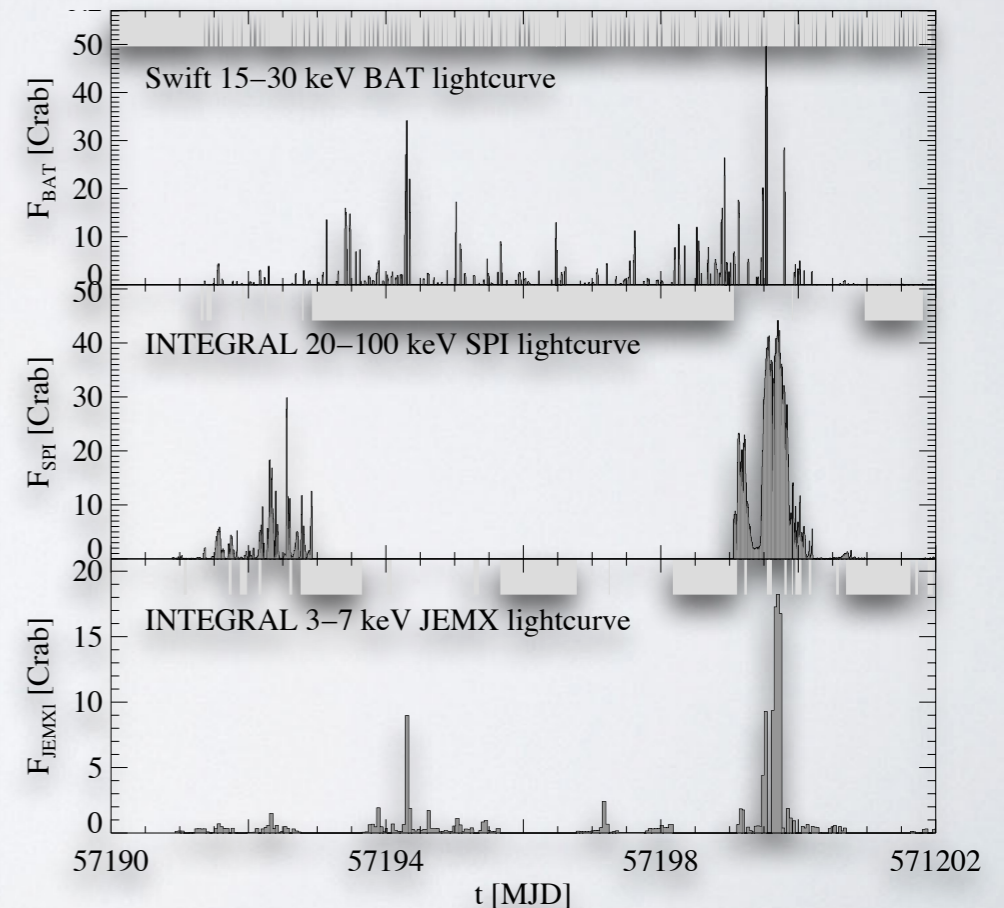 50
Swift 15–30 keV BAT lightcurve
40
30
20
10
0
F_BAT [Crab]
50
INTEGRAL 20–100 keV SPI lightcurve
40
30
20
10
0
F_SPI [Crab]
20
INTEGRAL 3–7 keV JEMX lightcurve
15
10
5
0
F_JEMXI [Crab]
57190 57194 57198 571202
t [MJD]